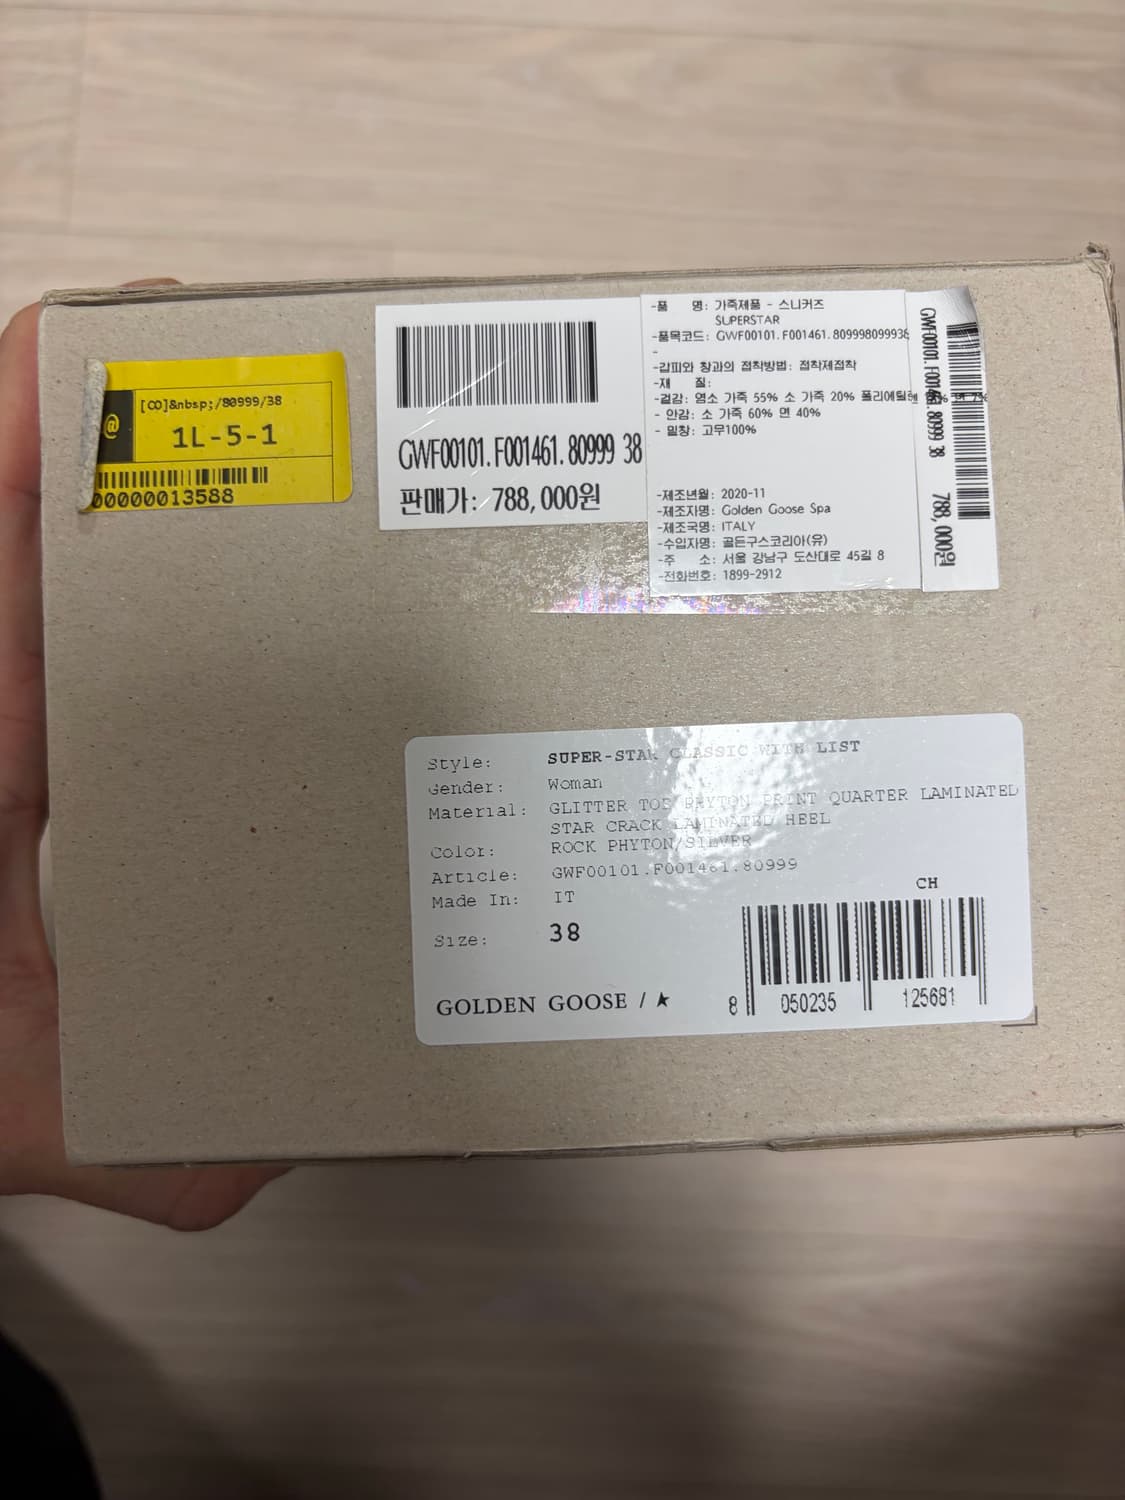 @
[∞]&nbsp;/80999/38
1L-5-1
00000013588
GWF00101.F001461.80999 38
판매가: 788,000원
-품 명: 가죽제품 - 스니커즈
SUPERSTAR
-품목코드: GWF00101.F001461.809998099938
-
-갑피와 창과의 접착방법: 접착제접착
-재 질:
-겉감: 염소 가죽 55% 소 가죽 20% 폴리에틸렌
- 안감: 소 가죽 60% 면 40%
- 밑창: 고무100%
-제조년월: 2020-11
-제조자명: Golden Goose Spa
-제조국명: ITALY
-수입자명: 골든구스코리아(유)
-주 소: 서울 강남구 도산대로 45길 8
-전화번호: 1899-2912
GWF00101.F001461.80999 38
788,000원
Style: SUPER-STAR CLASSIC WITH LIST
Gender: Woman
Material: GLITTER TOE PHYTON PRINT QUARTER LAMINATED
STAR CRACK LAMINATED HEEL
Color: ROCK PHYTON/SILVER
Article: GWF00101.F001461.80999
Made In: IT
CH
Size: 38
GOLDEN GOOSE / ★
8 050235 125681